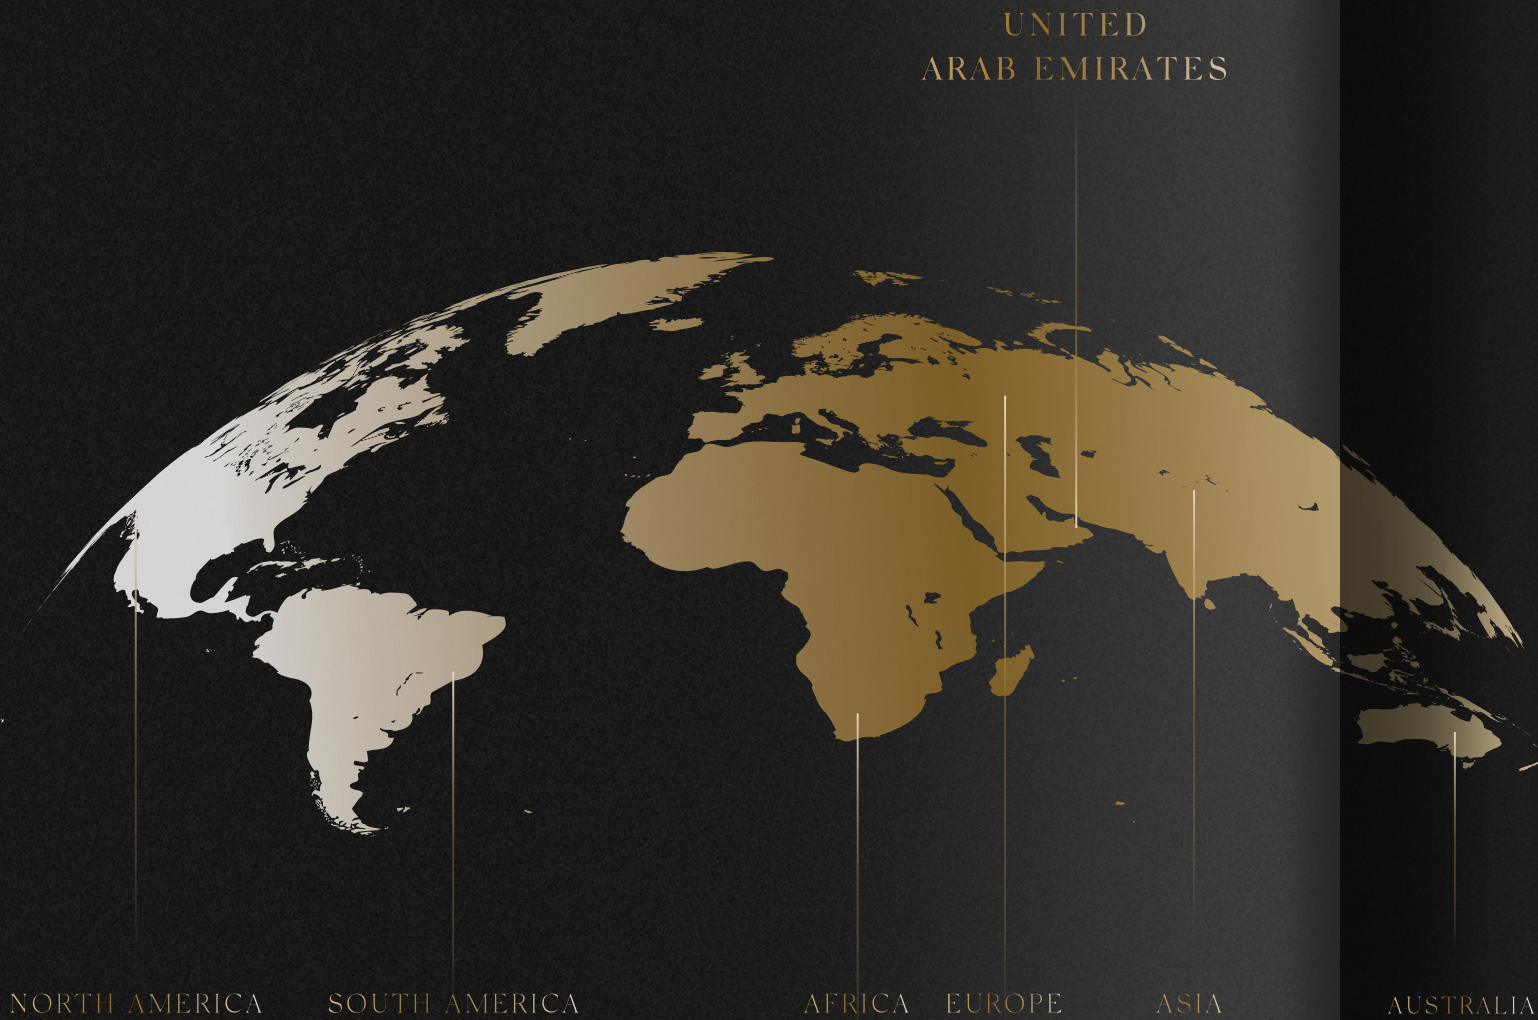 UNITED
ARAB EMIRATES
NORTH AMERICA
SOUTH AMERICA
AFRICA
EUROPE
ASIA
AUSTRALIA